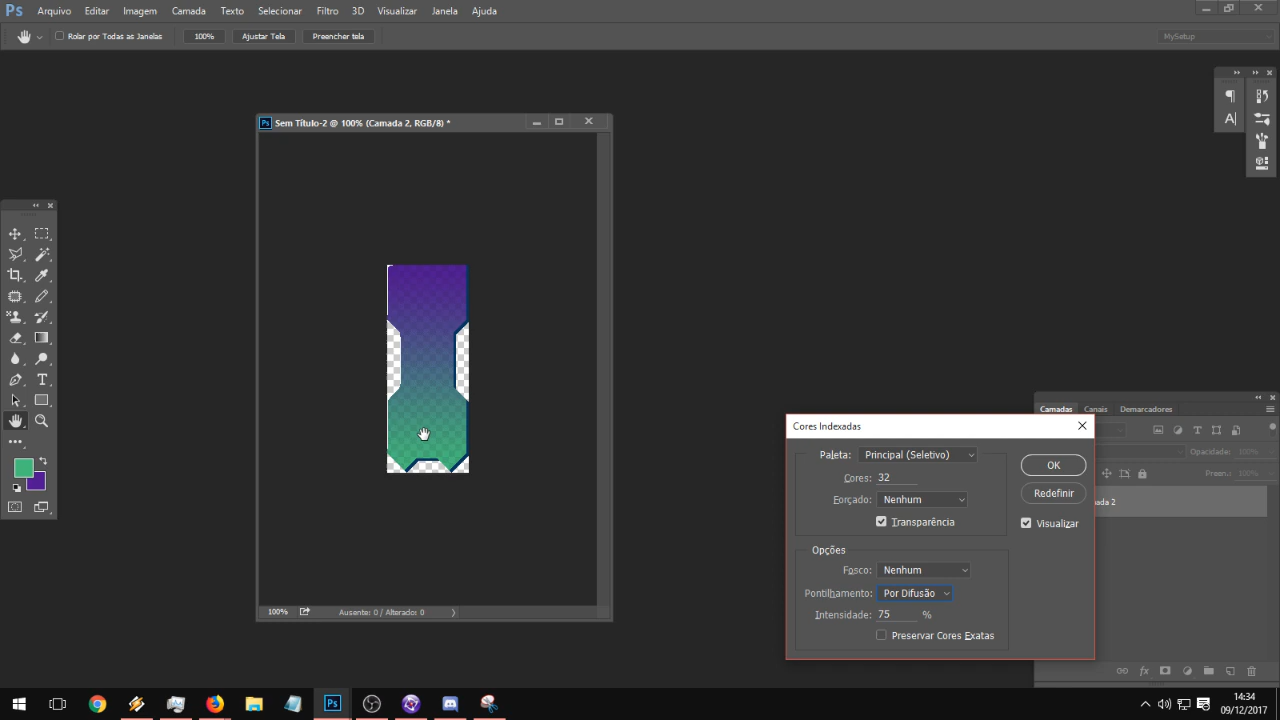 Ps Arquivo Editar Imagem Camada Texto Selecionar Filtro 3D Visualizar Janela Ajuda
Rolar por Todas as Janelas 100% Ajustar Tela Preencher tela MySetup
Ps Sem Título-2 @ 100% (Camada 2, RGB/8) *
Camadas Canais Demarcadores
Opacidade: 100%
100%
Cores Indexadas
Paleta: Principal (Seletivo)
OK
Cores: 32
Forçado: Nenhum
Redefinir
Transparência
Visualizar
Opções
Fosco: Nenhum
Pontilhamento: Por Difusão
Intensidade: 75 %
Preservar Cores Exatas
100% Ausente: 0 / Alterado: 0
Ps
14:34
09/12/2017